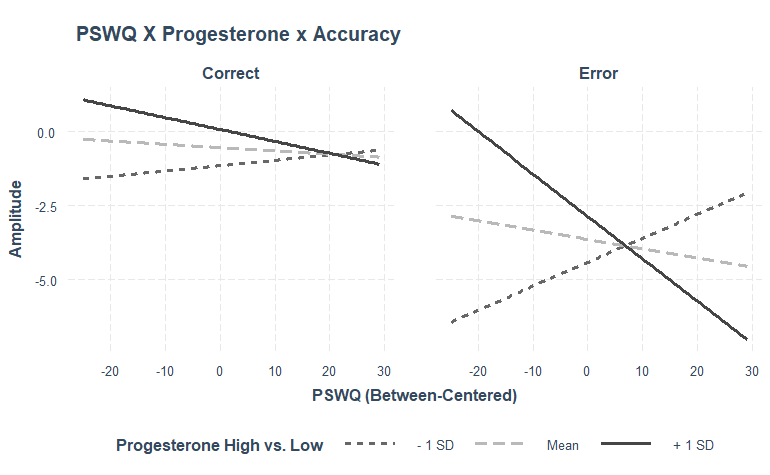 PSWQ X Progesterone x Accuracy
Correct Error
0.0
-2.5
-5.0
Amplitude
-20 -10 0 10 20 30 -20 -10 0 10 20 30
PSWQ (Between-Centered)
Progesterone High vs. Low - 1 SD Mean + 1 SD